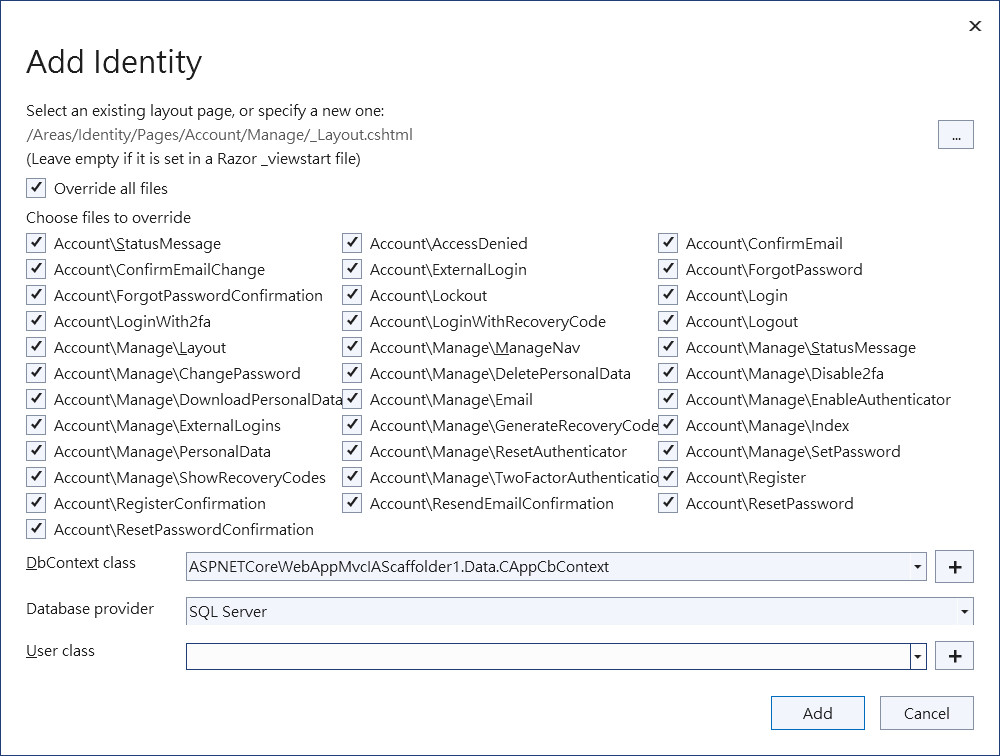 Add Identity
Select an existing layout page, or specify a new one:
/Areas/Identity/Pages/Account/Manage/_Layout.cshtml
...
(Leave empty if it is set in a Razor _viewstart file)
Override all files
Choose files to override
Account\StatusMessage Account\AccessDenied Account\ConfirmEmail
Account\ConfirmEmailChange Account\ExternalLogin Account\ForgotPassword
Account\ForgotPasswordConfirmation Account\Lockout Account\Login
Account\LoginWith2fa Account\LoginWithRecoveryCode Account\Logout
Account\Manage\Layout Account\Manage\ManageNav Account\Manage\StatusMessage
Account\Manage\ChangePassword Account\Manage\DeletePersonalData Account\Manage\Disable2fa
Account\Manage\DownloadPersonalData Account\Manage\Email Account\Manage\EnableAuthenticator
Account\Manage\ExternalLogins Account\Manage\GenerateRecoveryCode Account\Manage\Index
Account\Manage\PersonalData Account\Manage\ResetAuthenticator Account\Manage\SetPassword
Account\Manage\ShowRecoveryCodes Account\Manage\TwoFactorAuthenticatio Account\Register
Account\RegisterConfirmation Account\ResendEmailConfirmation Account\ResetPassword
Account\ResetPasswordConfirmation
DbContext class ASPNETCoreWebAppMvcIAScaffolder1.Data.CAppCbContext +
Database provider SQL Server
User class +
Add Cancel